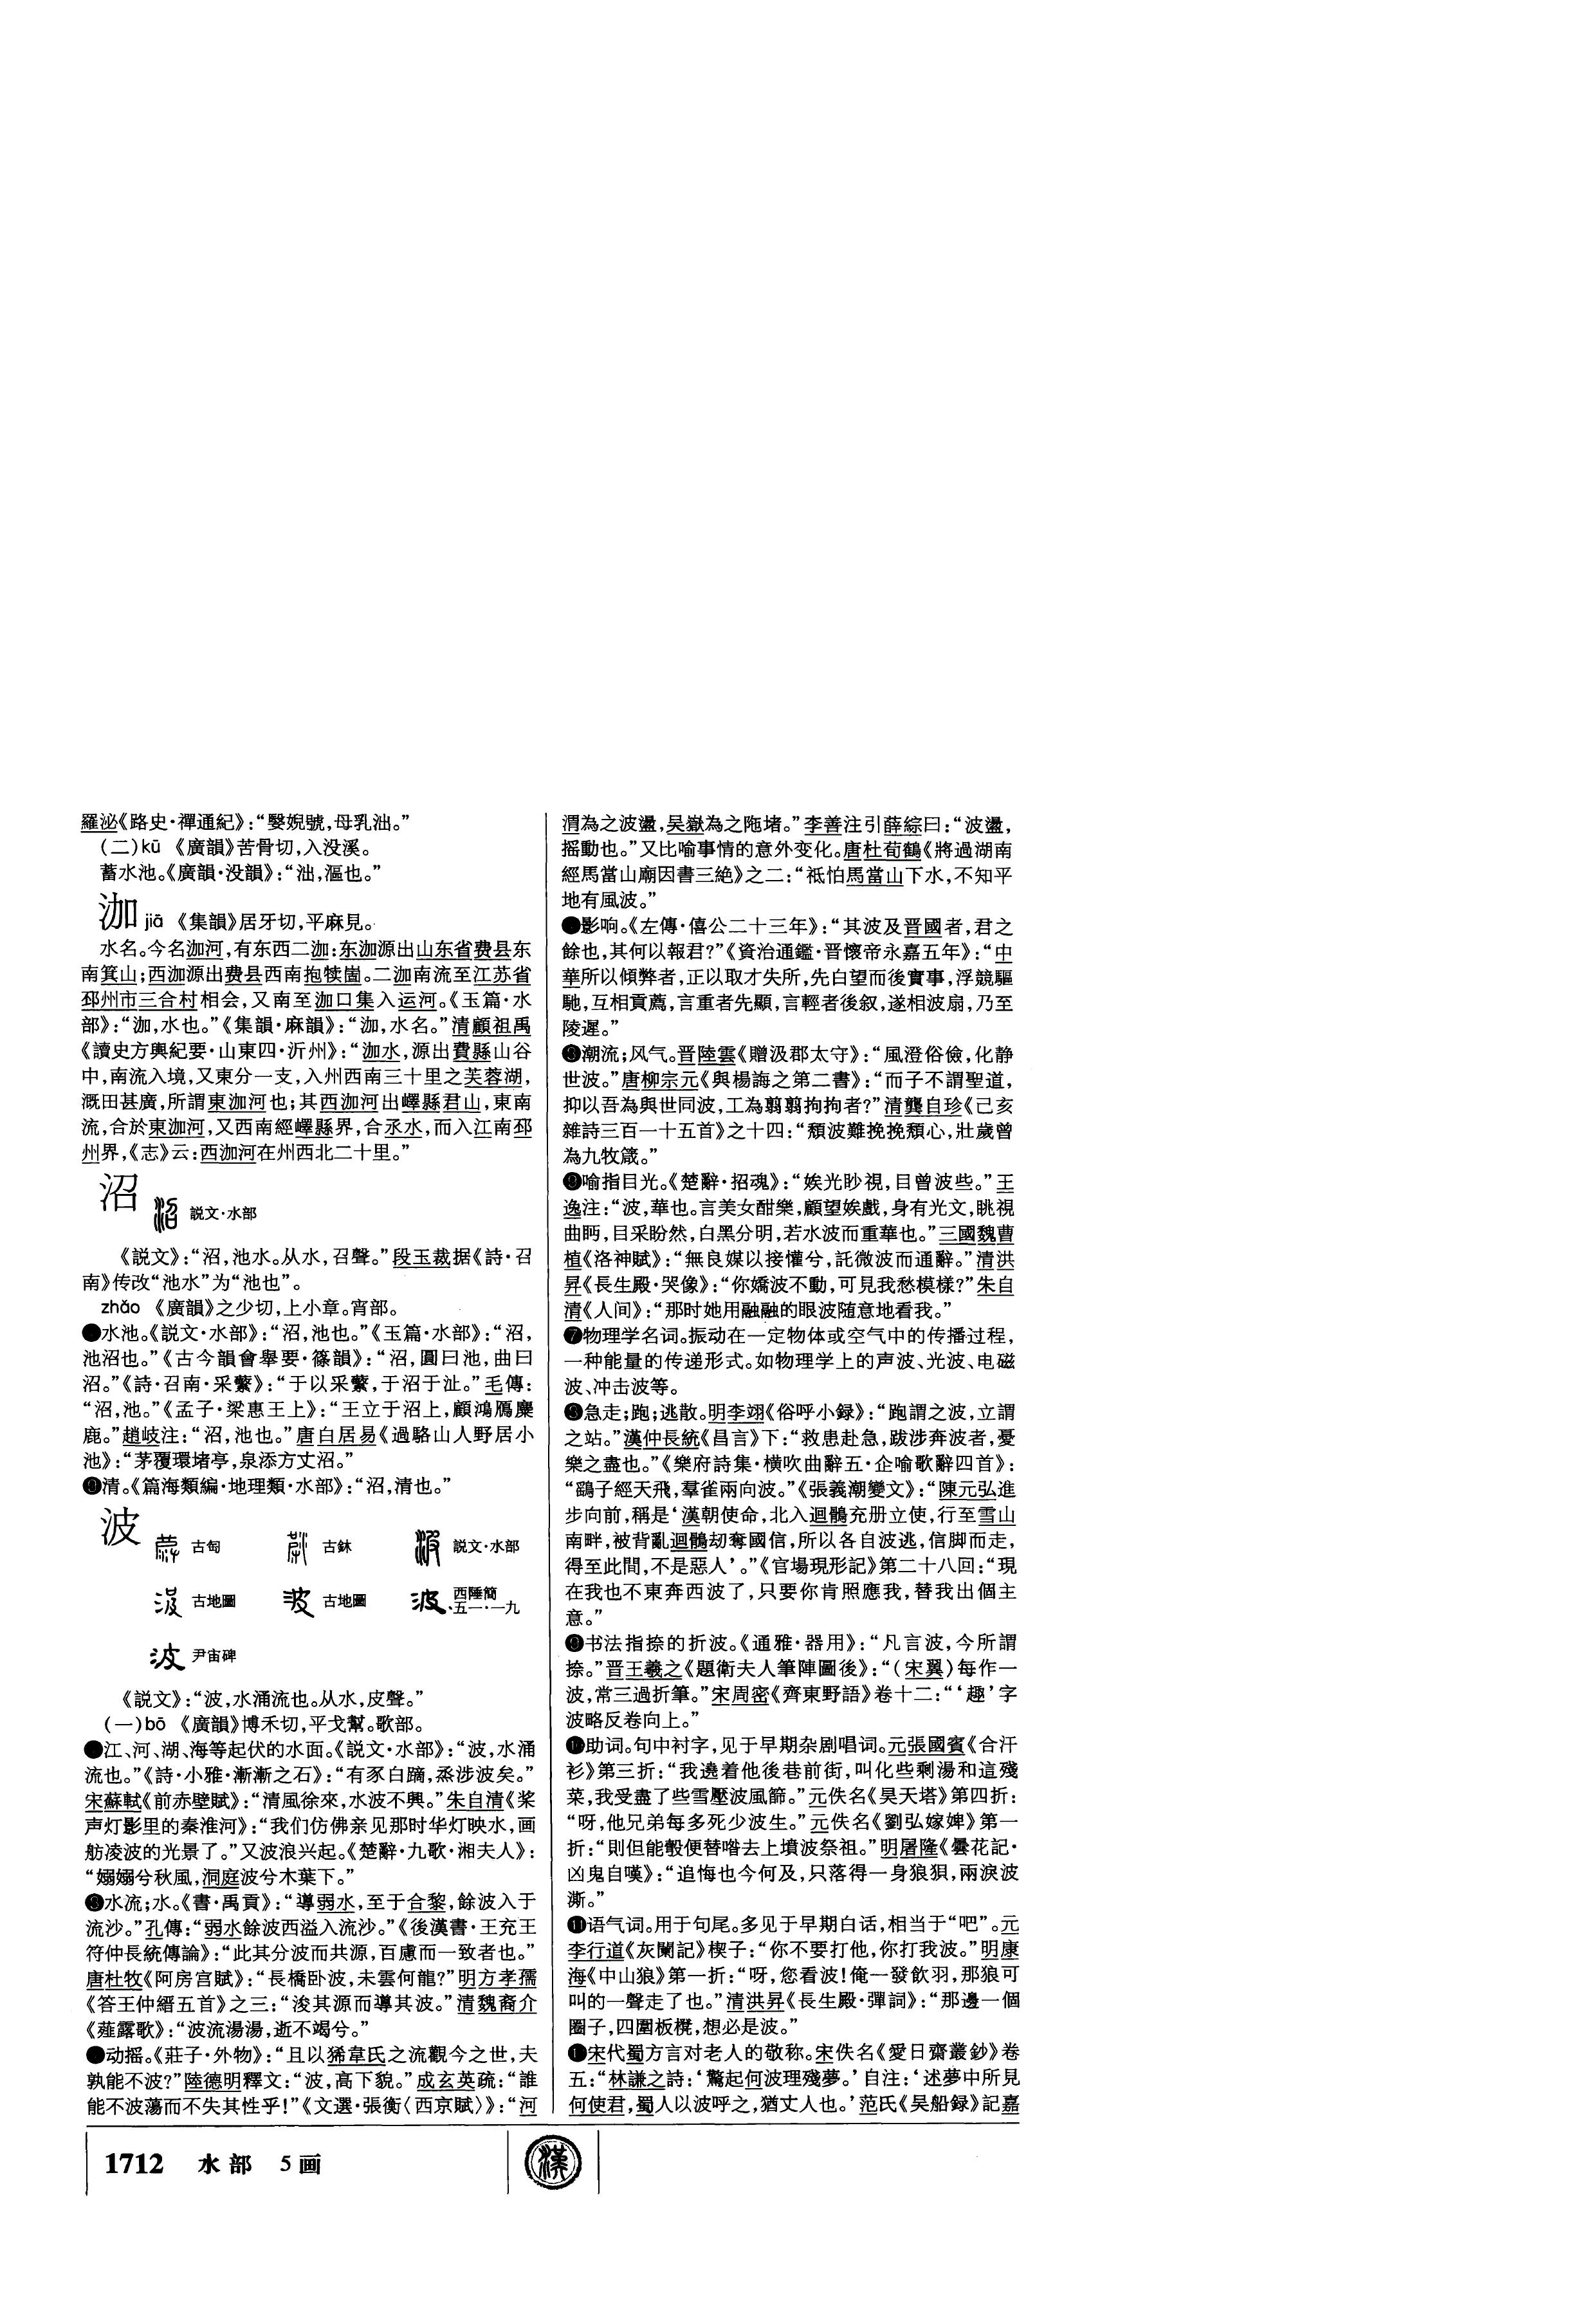 羅泌《路史·禪通紀》：“嫛婗號，母乳泏。”
（二）kū 《廣韻》苦骨切，入没溪。
蓄水池。《廣韻·没韻》：“泏，漚也。”
泇 jiā 《集韻》居牙切，平麻見。
水名。今名泇河，有东西二泇：东泇源出山东省费县东
南箕山；西泇源出费县西南抱犊崮。二泇南流至江苏省
邳州市三合村相会，又南至泇口集入运河。《玉篇·水
部》：“泇，水也。”《集韻·麻韻》：“泇，水名。”清顧祖禹
《讀史方輿紀要·山東四·沂州》：“泇水，源出費縣山谷
中，南流入境，又東分一支，入州西南三十里之芙蓉湖，
溉田甚廣，所謂東泇河也；其西泇河出嶧縣君山，東南
流，合於東泇河，又西南經嶧縣界，合丞水，而入江南邳
州界，《志》云：西泇河在州西北二十里。”
沼 説文·水部
《説文》：“沼，池水。从水，召聲。”段玉裁据《詩·召
南》传改“池水”为“池也”。
zhǎo 《廣韻》之少切，上小章。宵部。
水池。《説文·水部》：“沼，池也。”《玉篇·水部》：“沼，
池沼也。”《古今韻會舉要·篠韻》：“沼，圓曰池，曲曰
沼。”《詩·召南·采蘩》：“于以采蘩，于沼于沚。”毛傳：
“沼，池。”《孟子·梁惠王上》：“王立于沼上，顧鴻鴈麋
鹿。”趙岐注：“沼，池也。”唐白居易《過駱山人野居小
池》：“茅覆環堵亭，泉添方丈沼。”
清。《篇海類編·地理類·水部》：“沼，清也。”
波 古匋 古鉢 説文·水部
古地圖 古地圖 西陲簡五一·一九
尹宙碑
《説文》：“波，水涌流也。从水，皮聲。”
（一）bō 《廣韻》博禾切，平戈幫。歌部。
江、河、湖、海等起伏的水面。《説文·水部》：“波，水涌
流也。”《詩·小雅·漸漸之石》：“有豕白蹢，烝涉波矣。”
宋蘇軾《前赤壁賦》：“清風徐來，水波不興。”朱自清《桨
声灯影里的秦淮河》：“我们仿佛亲见那时华灯映水，画
舫凌波的光景了。”又波浪兴起。《楚辭·九歌·湘夫人》：
“嫋嫋兮秋風，洞庭波兮木葉下。”
水流；水。《書·禹貢》：“導弱水，至于合黎，餘波入于
流沙。”孔傳：“弱水餘波西溢入流沙。”《後漢書·王充王
符仲長統傳論》：“此其分波而共源，百慮而一致者也。”
唐杜牧《阿房宫賦》：“長橋卧波，未雲何龍？”明方孝孺
《答王仲縉五首》之三：“浚其源而導其波。”清魏裔介
《薤露歌》：“波流湯湯，逝不竭兮。”
动摇。《莊子·外物》：“且以狶韋氏之流觀今之世，夫
孰能不波？”陸德明釋文：“波，高下貌。”成玄英疏：“誰
能不波蕩而不失其性乎！”《文選·張衡〈西京賦〉》：“河
渭為之波盪，吴嶽為之陁堵。”李善注引薛綜曰：“波盪，
摇動也。”又比喻事情的意外变化。唐杜荀鶴《將過湖南
經馬當山廟因書三絶》之二：“祇怕馬當山下水，不知平
地有風波。”
影响。《左傳·僖公二十三年》：“其波及晋國者，君之
餘也，其何以報君？”《資治通鑑·晋懷帝永嘉五年》：“中
華所以傾弊者，正以取才失所，先白望而後實事，浮競驅
馳，互相貢薦，言重者先顯，言輕者後叙，遂相波扇，乃至
陵遲。”
潮流；风气。晋陸雲《贈汲郡太守》：“風澄俗儉，化静
世波。”唐柳宗元《與楊誨之第二書》：“而子不謂聖道，
抑以吾為與世同波，工為翦翦拘拘者？”清龔自珍《己亥
雜詩三百一十五首》之十四：“頹波難挽挽頹心，壯歲曾
為九牧箴。”
喻指目光。《楚辭·招魂》：“娭光眇視，目曾波些。”王
逸注：“波，華也。言美女酣樂，顧望娭戲，身有光文，眺視
曲眄，目采盼然，白黑分明，若水波而重華也。”三國魏曹
植《洛神賦》：“無良媒以接懽兮，託微波而通辭。”清洪
昇《長生殿·哭像》：“你嬌波不動，可見我愁模樣？”朱自
清《人间》：“那时她用融融的眼波随意地看我。”
❼物理学名词。振动在一定物体或空气中的传播过程，
一种能量的传递形式。如物理学上的声波、光波、电磁
波、冲击波等。
急走；跑；逃散。明李翊《俗呼小録》：“跑謂之波，立謂
之站。”漢仲長統《昌言》下：“救患赴急，跋涉奔波者，憂
樂之盡也。”《樂府詩集·横吹曲辭五·企喻歌辭四首》：
“鷂子經天飛，羣雀兩向波。”《張義潮變文》：“陳元弘進
步向前，稱是‘漢朝使命，北入迴鶻充册立使，行至雪山
南畔，被背亂迴鶻劫奪國信，所以各自波逃，信脚而走，
得至此間，不是惡人’。”《官場現形記》第二十八回：“現
在我也不東奔西波了，只要你肯照應我，替我出個主
意。”
书法指捺的折波。《通雅·器用》：“凡言波，今所謂
捺。”晋王羲之《題衛夫人筆陣圖後》：“（宋翼）每作一
波，常三過折筆。”宋周密《齊東野語》卷十二：“‘趣’字
波略反卷向上。”
助词。句中衬字，见于早期杂剧唱词。元張國賓《合汗
衫》第三折：“我遶着他後巷前街，叫化些剩湯和這殘
菜，我受盡了些雪壓波風篩。”元佚名《昊天塔》第四折：
“呀，他兄弟每多死少波生。”元佚名《劉弘嫁婢》第一
折：“則但能彀便替喒去上墳波祭祖。”明屠隆《曇花記·
凶鬼自嘆》：“追悔也今何及，只落得一身狼狽，兩淚波
澌。”
⓫语气词。用于句尾。多见于早期白话，相当于“吧”。元
李行道《灰闌記》楔子：“你不要打他，你打我波。”明康
海《中山狼》第一折：“呀，您看波！俺一發飲羽，那狼可
叫的一聲走了也。”清洪昇《長生殿·彈詞》：“那邊一個
圈子，四圍板櫈，想必是波。”
宋代蜀方言对老人的敬称。宋佚名《愛日齋叢鈔》卷
五：“林謙之詩：‘驚起何波理殘夢。’自注：‘述夢中所見
何使君，蜀人以波呼之，猶丈人也。’范氏《吴船録》記嘉
1712 水部 5画
漢